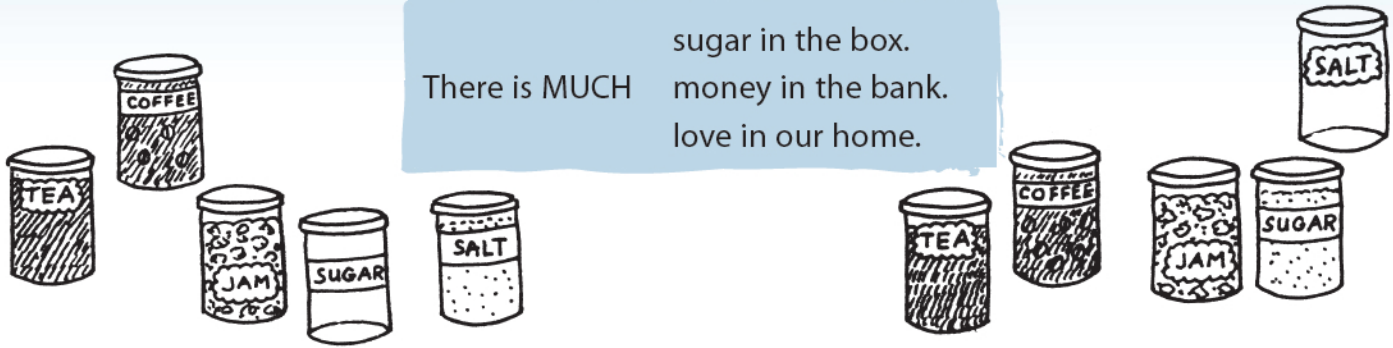 sugar in the box.
There is MUCH money in the bank.
love in our home.
SALT
COFFEE
TEA
JAM
SUGAR
SALT
TEA
COFFEE
JAM
SUGAR